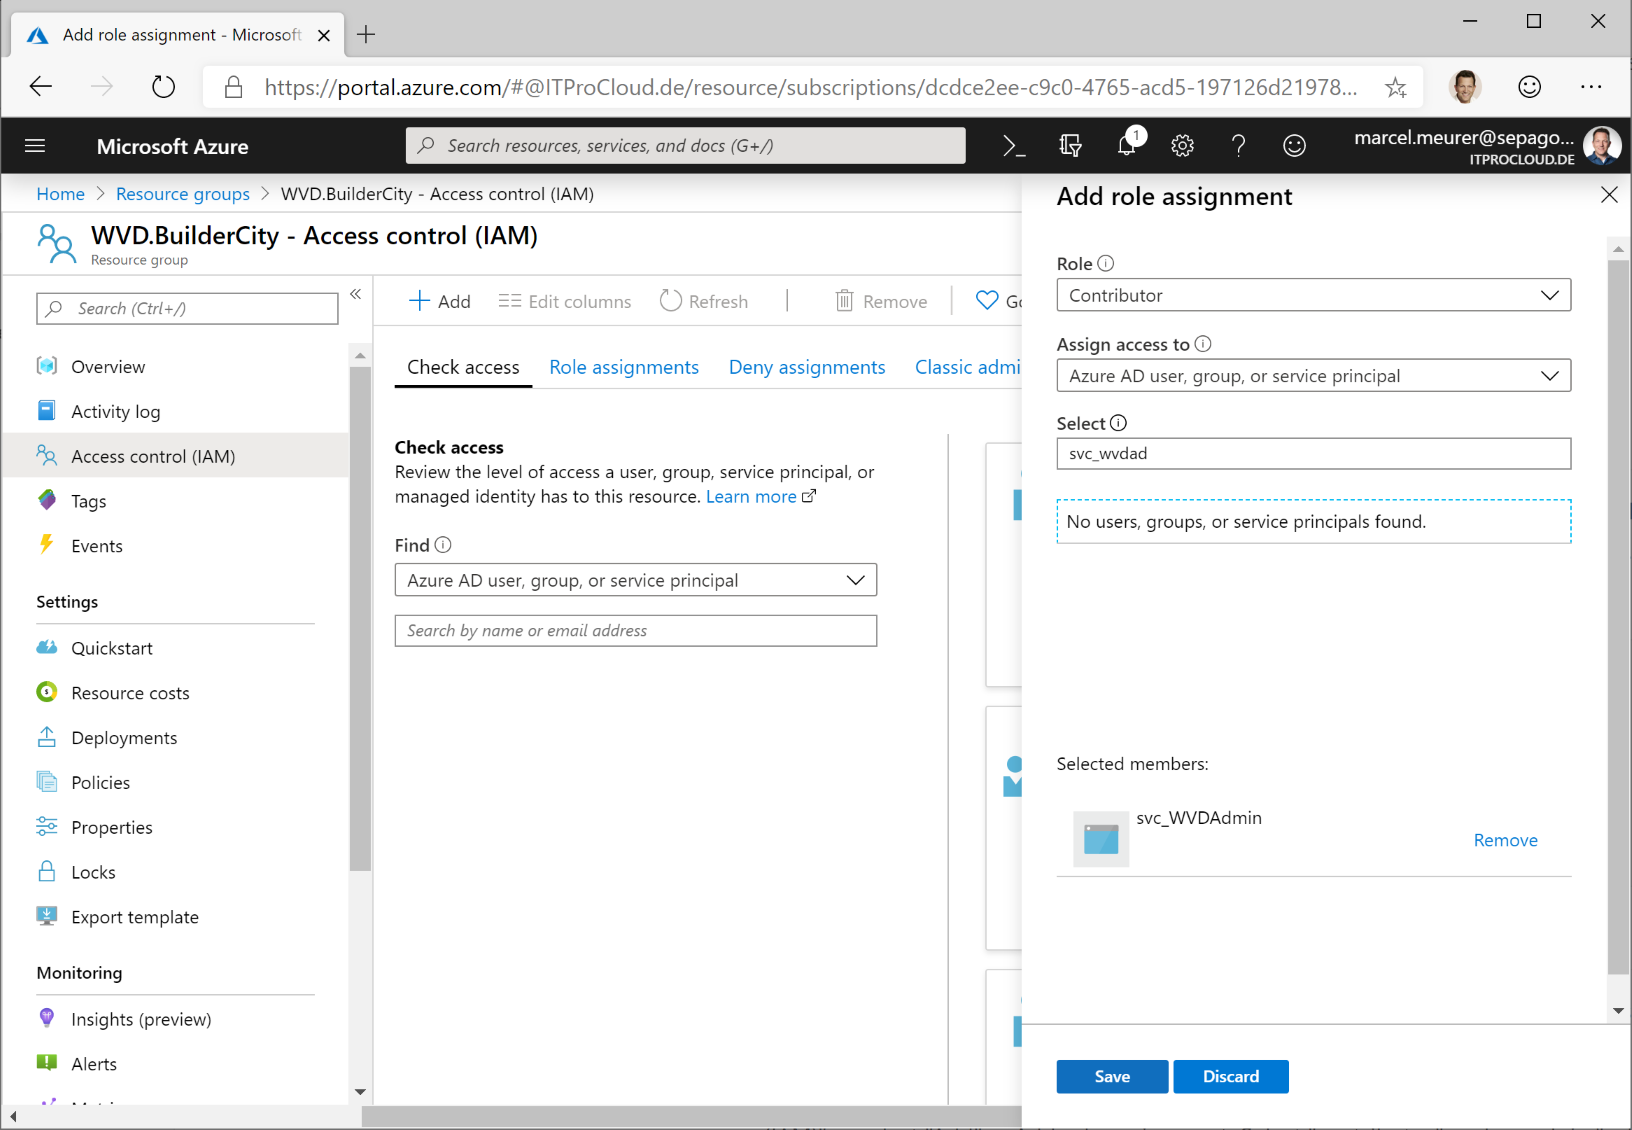 Add role assignment - Microsoft
https://portal.azure.com/#@ITProCloud.de/resource/subscriptions/dcdce2ee-c9c0-4765-acd5-197126d21978...
Microsoft Azure
Search resources, services, and docs (G+/)
1
marcel.meurer@sepago...
ITPROCLOUD.DE
Home > Resource groups > WVD.BuilderCity - Access control (IAM)
WVD.BuilderCity - Access control (IAM)
Resource group
Search (Ctrl+/)
Overview
Activity log
Access control (IAM)
Tags
Events
Settings
Quickstart
Resource costs
Deployments
Policies
Properties
Locks
Export template
Monitoring
Insights (preview)
Alerts
Add
Edit columns
Refresh
Remove
Go
Check access
Role assignments
Deny assignments
Classic admi
Check access
Review the level of access a user, group, service principal, or
managed identity has to this resource. Learn more
Find
Azure AD user, group, or service principal
Search by name or email address
Add role assignment
Role
Contributor
Assign access to
Azure AD user, group, or service principal
Select
svc_wvdad
No users, groups, or service principals found.
Selected members:
svc_WVDAdmin
Remove
Save
Discard